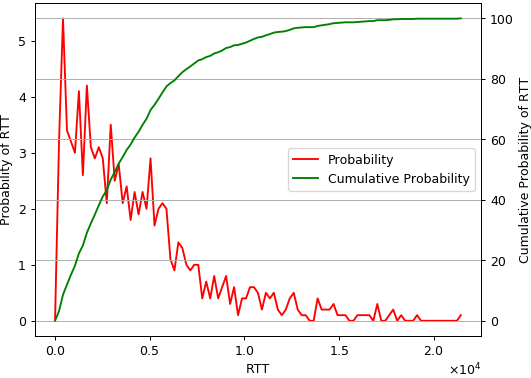 Probability of RTT
5
4
3
2
1
0
100
80
60
40
20
0
Cumulative Probability of RTT
Probability
Cumulative Probability
0.0 0.5 1.0 1.5 2.0
RTT
×10⁴